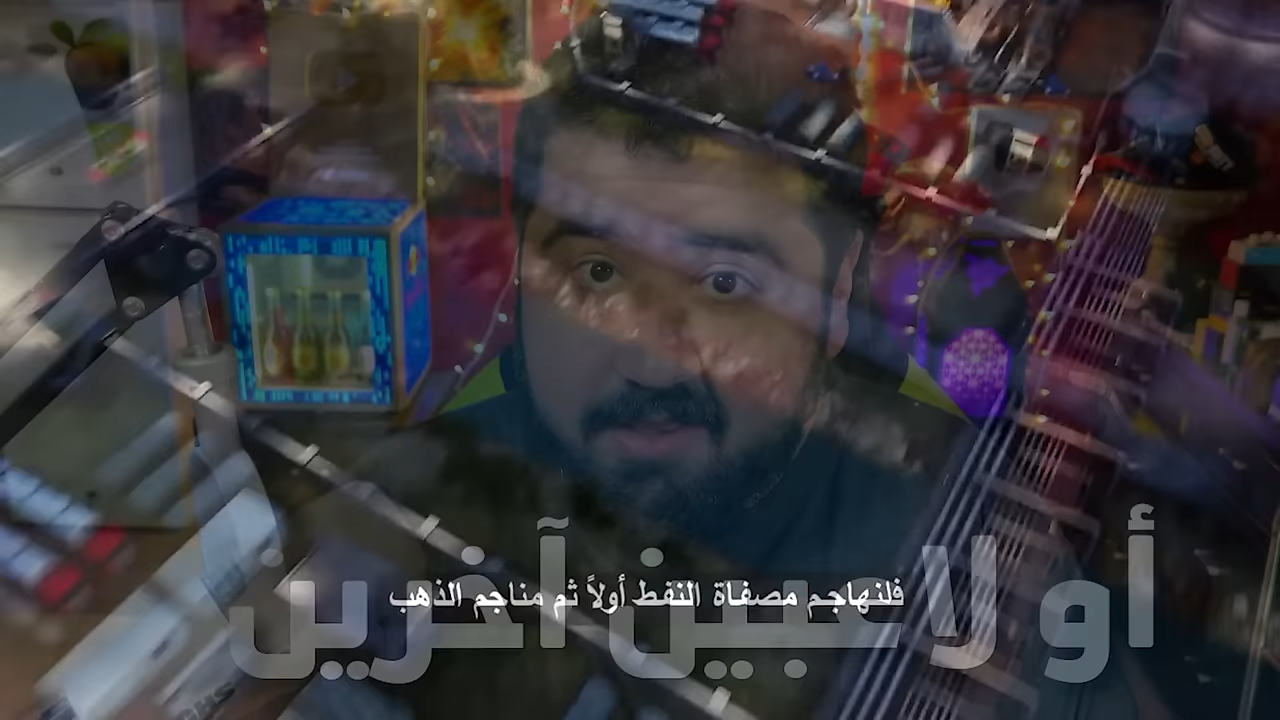 فلنهاجم مصفاة النفط أولاً ثم مناجم الذهب
أو لاعبين آخرين